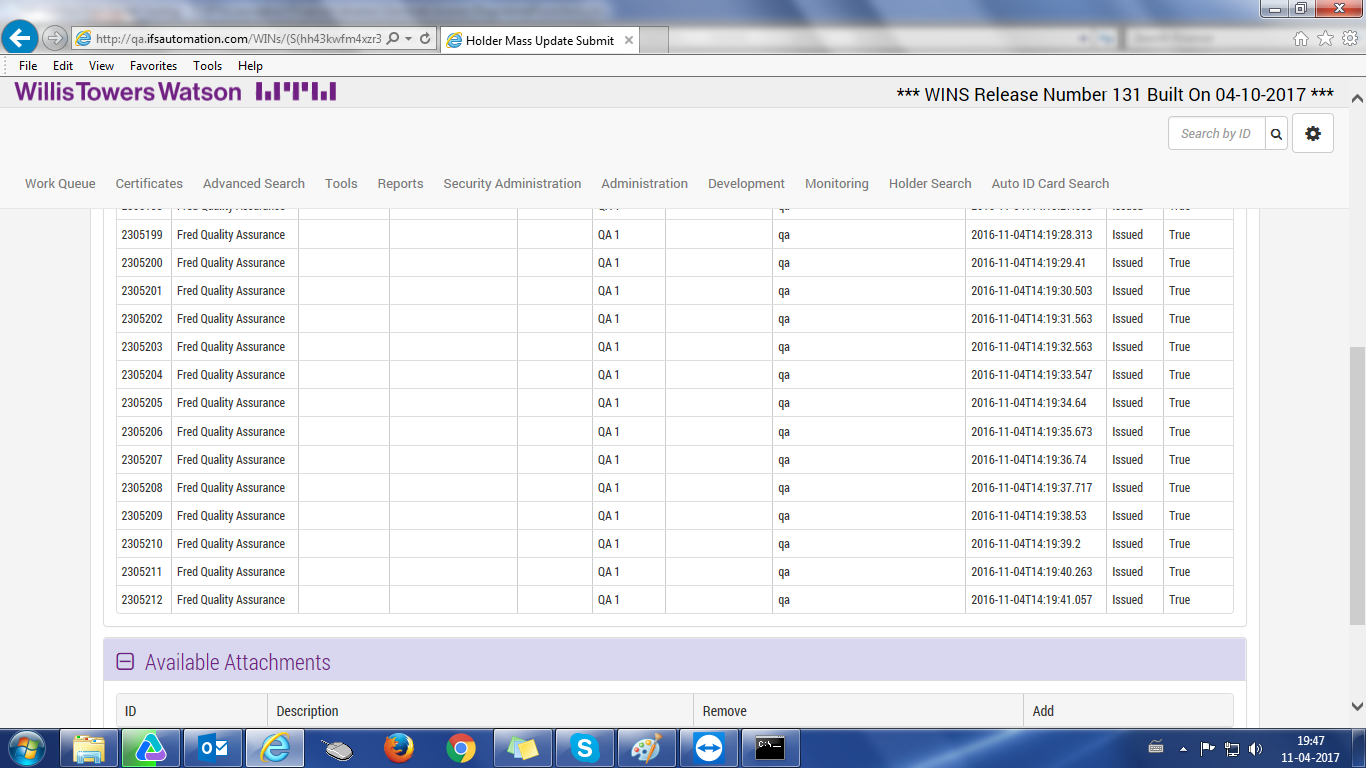 http://qa.ifsautomation.com/WINs/(S(hh43kwfm4xzr3
Holder Mass Update Submit
File Edit View Favorites Tools Help
WillisTowersWatson
*** WINS Release Number 131 Built On 04-10-2017 ***
Search by ID
Work Queue Certificates Advanced Search Tools Reports Security Administration Administration Development Monitoring Holder Search Auto ID Card Search
2305199 Fred Quality Assurance QA 1 qa 2016-11-04T14:19:28.313 Issued True
2305200 Fred Quality Assurance QA 1 qa 2016-11-04T14:19:29.41 Issued True
2305201 Fred Quality Assurance QA 1 qa 2016-11-04T14:19:30.503 Issued True
2305202 Fred Quality Assurance QA 1 qa 2016-11-04T14:19:31.563 Issued True
2305203 Fred Quality Assurance QA 1 qa 2016-11-04T14:19:32.563 Issued True
2305204 Fred Quality Assurance QA 1 qa 2016-11-04T14:19:33.547 Issued True
2305205 Fred Quality Assurance QA 1 qa 2016-11-04T14:19:34.64 Issued True
2305206 Fred Quality Assurance QA 1 qa 2016-11-04T14:19:35.673 Issued True
2305207 Fred Quality Assurance QA 1 qa 2016-11-04T14:19:36.74 Issued True
2305208 Fred Quality Assurance QA 1 qa 2016-11-04T14:19:37.717 Issued True
2305209 Fred Quality Assurance QA 1 qa 2016-11-04T14:19:38.53 Issued True
2305210 Fred Quality Assurance QA 1 qa 2016-11-04T14:19:39.2 Issued True
2305211 Fred Quality Assurance QA 1 qa 2016-11-04T14:19:40.263 Issued True
2305212 Fred Quality Assurance QA 1 qa 2016-11-04T14:19:41.057 Issued True
Available Attachments
ID Description Remove Add
19:47
11-04-2017